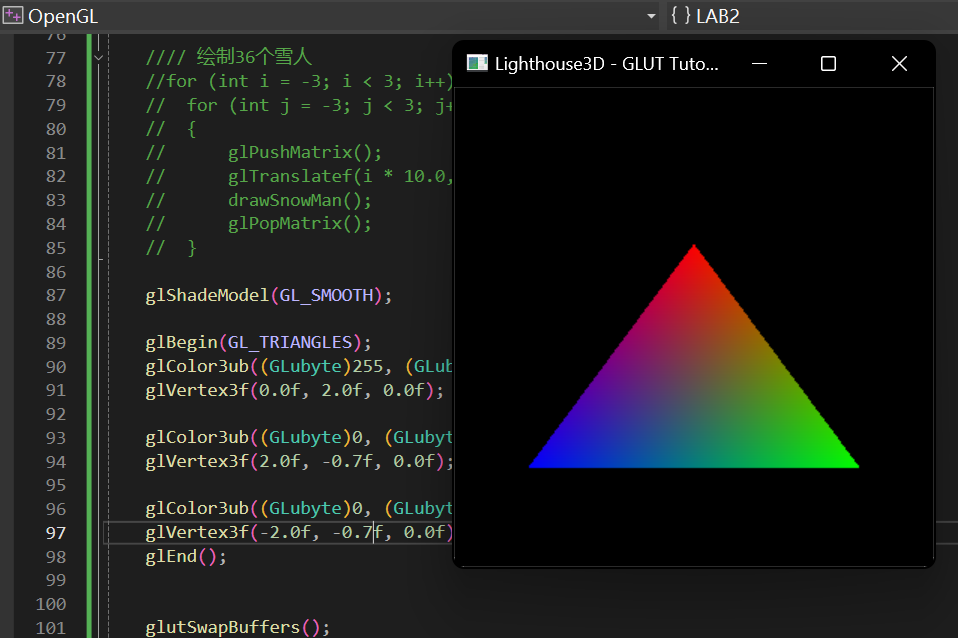 OpenGL
{ } LAB2
Lighthouse3D - GLUT Tuto...
76
77 //// 绘制36个雪人
78 //for (int i = -3; i < 3; i++)
79 // for (int j = -3; j < 3; j+
80 // {
81 // glPushMatrix();
82 // glTranslatef(i * 10.0,
83 // drawSnowMan();
84 // glPopMatrix();
85 // }
86
87 glShadeModel(GL_SMOOTH);
88
89 glBegin(GL_TRIANGLES);
90 glColor3ub((GLubyte)255, (GLub
91 glVertex3f(0.0f, 2.0f, 0.0f);
92
93 glColor3ub((GLubyte)0, (GLubyt
94 glVertex3f(2.0f, -0.7f, 0.0f);
95
96 glColor3ub((GLubyte)0, (GLubyt
97 glVertex3f(-2.0f, -0.7f, 0.0f)
98 glEnd();
99
100
101 glutSwapBuffers();